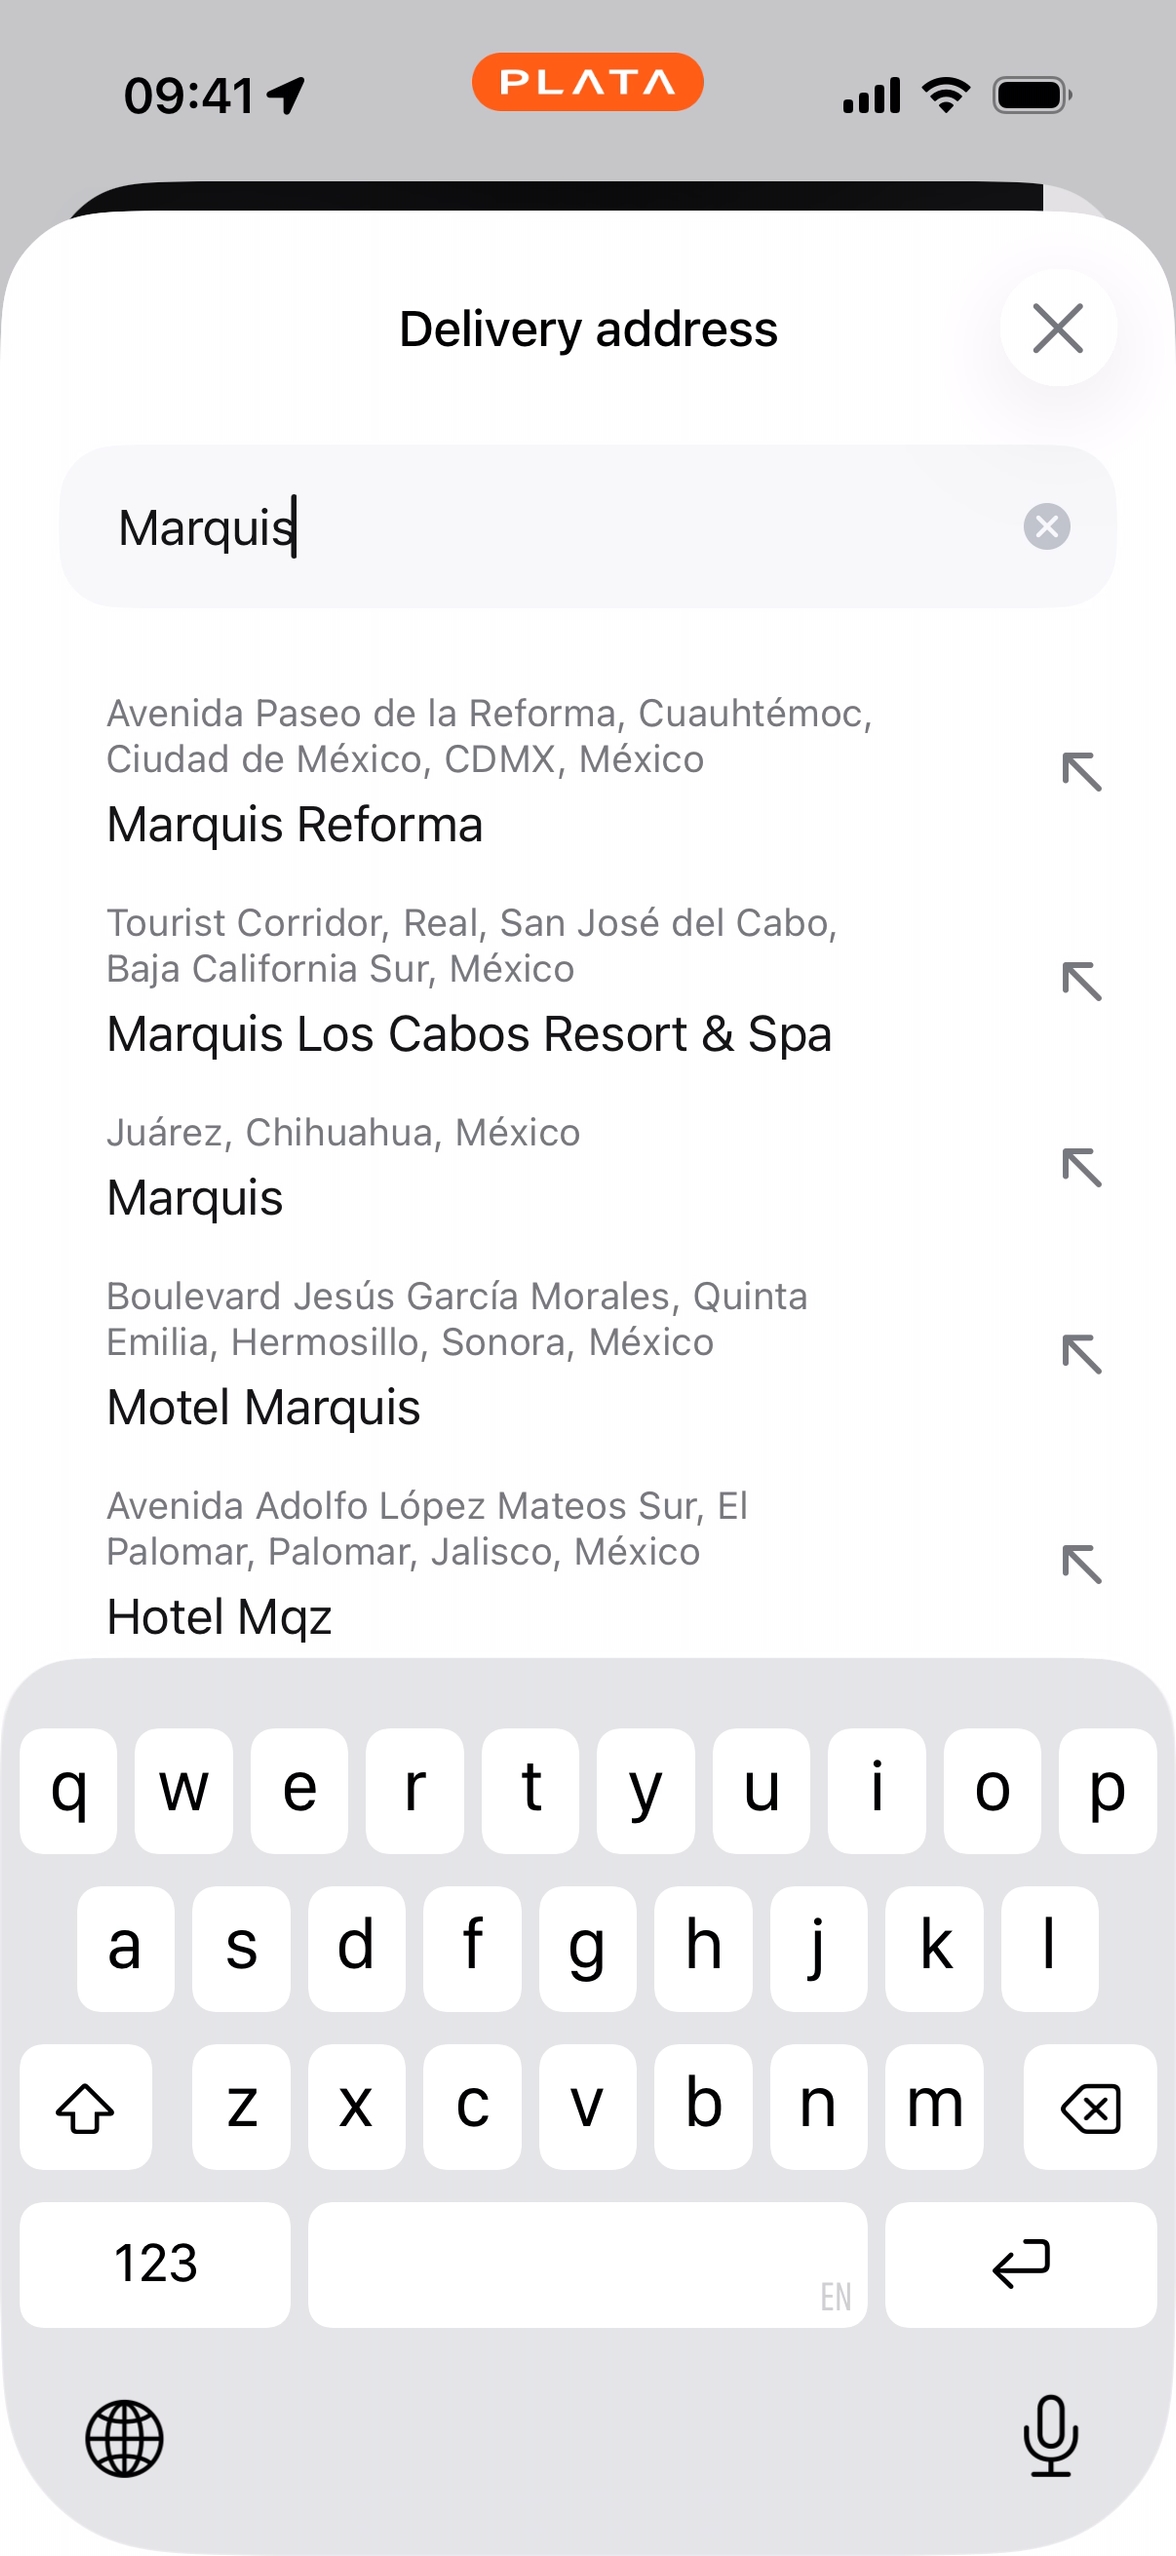 09:41
PLATA
Delivery address
Marquis
Avenida Paseo de la Reforma, Cuauhtémoc,
Ciudad de México, CDMX, México
Marquis Reforma
Tourist Corridor, Real, San José del Cabo,
Baja California Sur, México
Marquis Los Cabos Resort & Spa
Juárez, Chihuahua, México
Marquis
Boulevard Jesús García Morales, Quinta
Emilia, Hermosillo, Sonora, México
Motel Marquis
Avenida Adolfo López Mateos Sur, El
Palomar, Palomar, Jalisco, México
Hotel Mqz
q w e r t y u i o p
a s d f g h j k l
z x c v b n m
123
EN